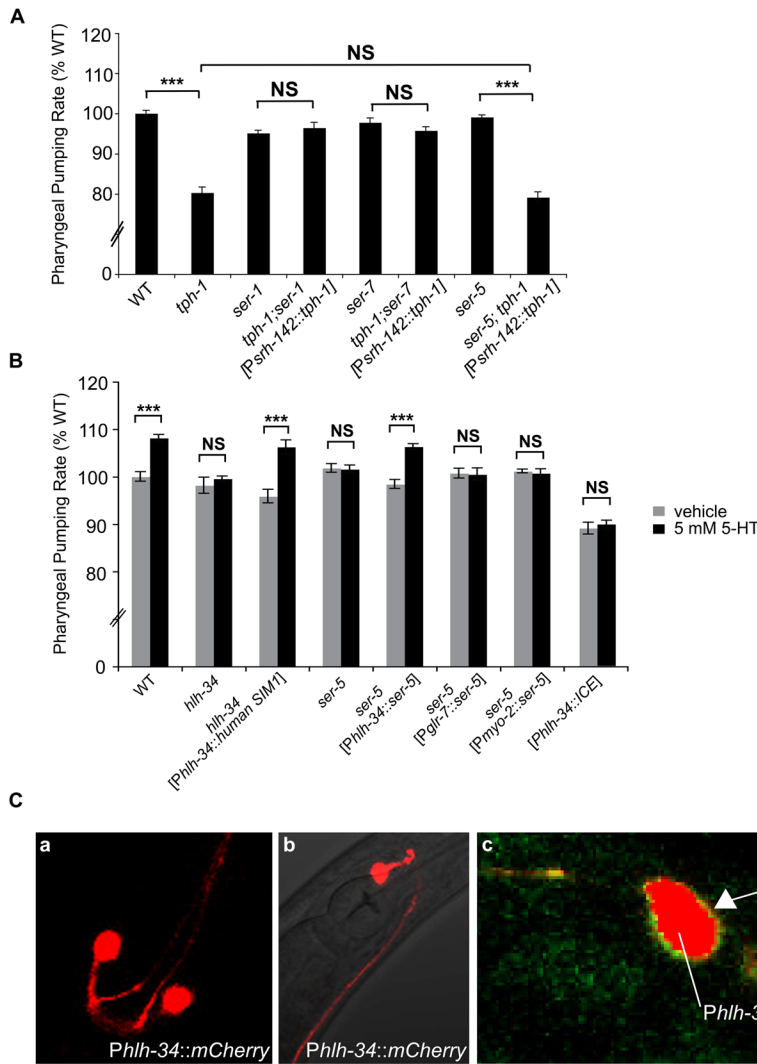 A
Pharyngeal Pumping Rate (% WT)
120
110
100
90
80
0
***
NS
NS
NS
***
WT
tph-1
ser-1
tph-1;ser-1
[Psrh-142::tph-1]
ser-7
tph-1;ser-7
[Psrh-142::tph-1]
ser-5
ser-5; tph-1
[Psrh-142::tph-1]
B
Pharyngeal Pumping Rate (% WT)
120
110
100
90
80
0
***
NS
***
NS
***
NS
NS
NS
vehicle
5 mM 5-HT
WT
hlh-34
hlh-34
[Phlh-34::human SIM1]
ser-5
ser-5
[Phlh-34::ser-5]
ser-5
[Pglr-7::ser-5]
ser-5
[Pmyo-2::ser-5]
[Phlh-34::ICE]
C
a
Phlh-34::mCherry
b
Phlh-34::mCherry
c